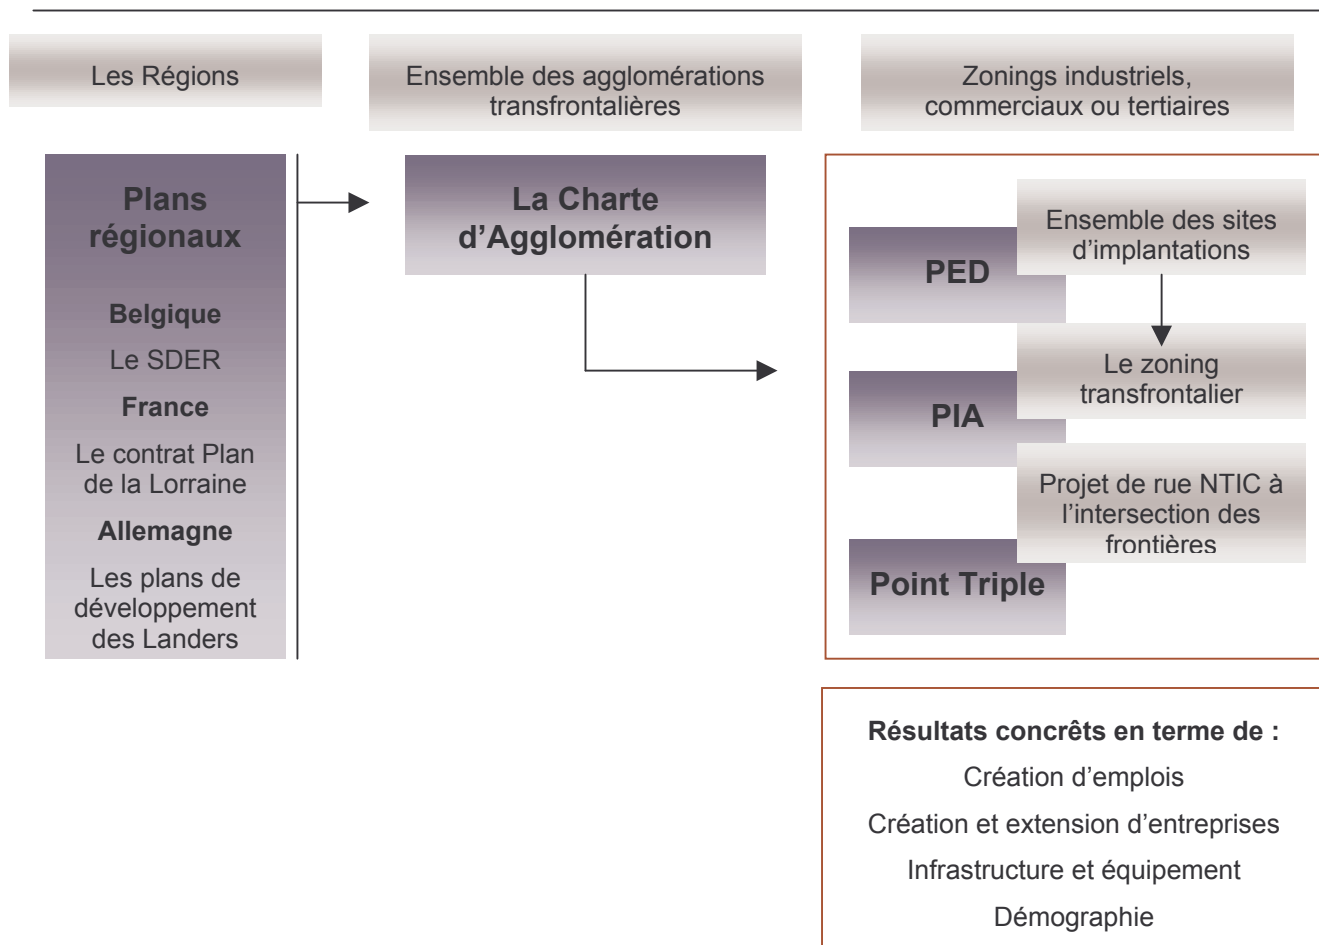 Les Régions
Ensemble des agglomérations
transfrontalières
Zonings industriels,
commerciaux ou tertiaires
Plans
régionaux
Belgique
Le SDER
France
Le contrat Plan
de la Lorraine
Allemagne
Les plans de
développement
des Landers
La Charte
d’Agglomération
PED
Ensemble des sites
d’implantations
PIA
Le zoning
transfrontalier
Point Triple
Projet de rue NTIC à
l’intersection des
frontières
Résultats concrêts en terme de :
Création d’emplois
Création et extension d’entreprises
Infrastructure et équipement
Démographie